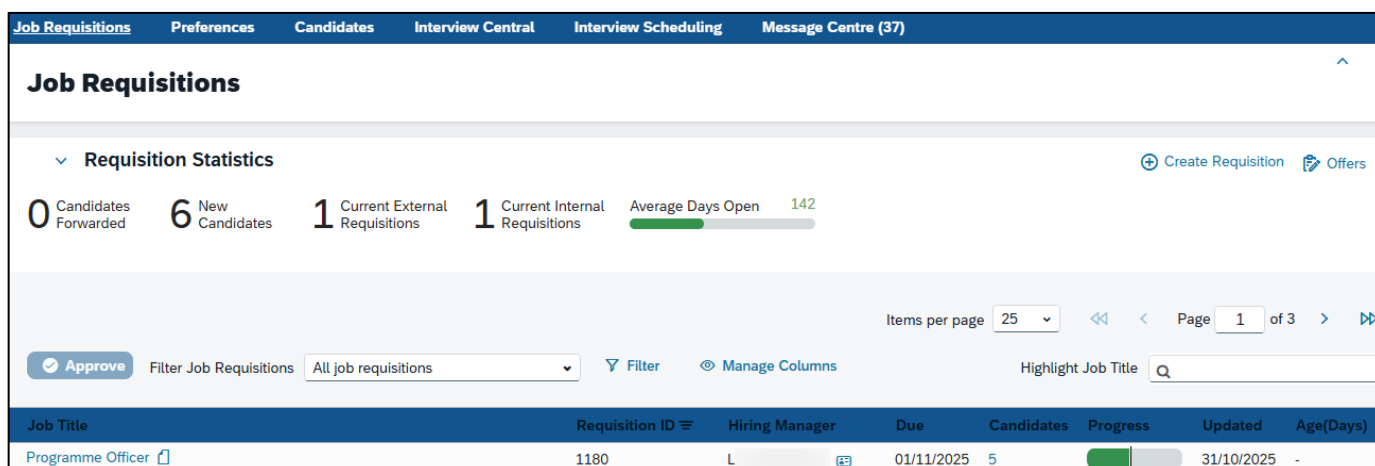 Job Requisitions Preferences Candidates Interview Central Interview Scheduling Message Centre (37)
Job Requisitions
Requisition Statistics
Create Requisition Offers
0 Candidates Forwarded 6 New Candidates 1 Current External Requisitions 1 Current Internal Requisitions Average Days Open 142
Items per page 25 Page 1 of 3
Approve Filter Job Requisitions All job requisitions Filter Manage Columns Highlight Job Title
Job Title Requisition ID Hiring Manager Due Candidates Progress Updated Age(Days)
Programme Officer 1180 L 01/11/2025 5 31/10/2025 -